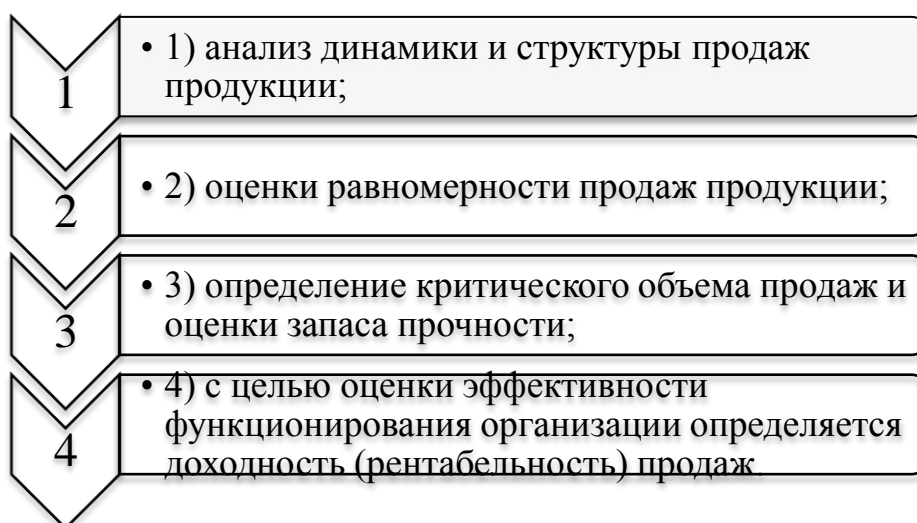 1
• 1) анализ динамики и структуры продаж
продукции;
2
• 2) оценки равномерности продаж продукции;
3
• 3) определение критического объема продаж и
оценки запаса прочности;
4
• 4) с целью оценки эффективности
функционирования организации определяется
доходность (рентабельность) продаж.